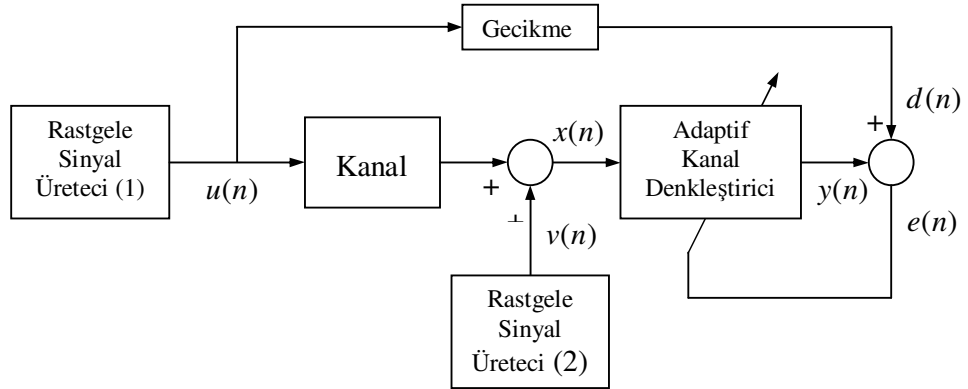 Gecikme
d(n)
+
Rastgele
Sinyal
Üreteci (1)
u(n)
Kanal
+
+
x(n)
v(n)
Rastgele
Sinyal
Üreteci (2)
Adaptif
Kanal
Denkleştirici
y(n)
e(n)